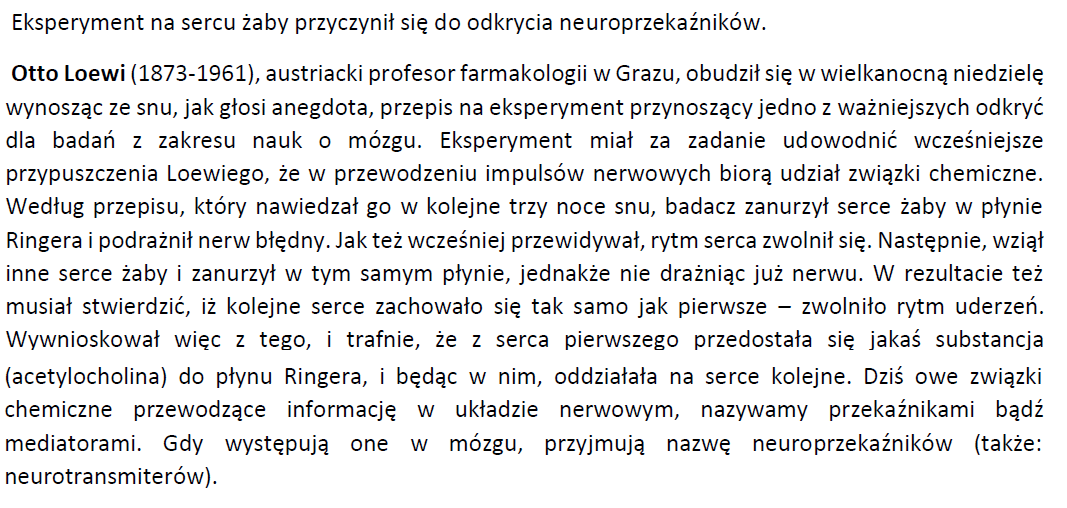 Eksperyment na sercu żaby przyczynił się do odkrycia neuroprzekaźników.
Otto Loewi (1873-1961), austriacki profesor farmakologii w Grazu, obudził się w wielkanocną niedzielę
wynosząc ze snu, jak głosi anegdota, przepis na eksperyment przynoszący jedno z ważniejszych odkryć
dla badań z zakresu nauk o mózgu. Eksperyment miał za zadanie udowodnić wcześniejsze
przypuszczenia Loewiego, że w przewodzeniu impulsów nerwowych biorą udział związki chemiczne.
Według przepisu, który nawiedzał go w kolejne trzy noce snu, badacz zanurzył serce żaby w płynie
Ringera i podrażnił nerw błędny. Jak też wcześniej przewidywał, rytm serca zwolnił się. Następnie, wziął
inne serce żaby i zanurzył w tym samym płynie, jednakże nie drażniąc już nerwu. W rezultacie też
musiał stwierdzić, iż kolejne serce zachowało się tak samo jak pierwsze – zwolniło rytm uderzeń.
Wywnioskował więc z tego, i trafnie, że z serca pierwszego przedostała się jakaś substancja
(acetylocholina) do płynu Ringera, i będąc w nim, oddziałała na serce kolejne. Dziś owe związki
chemiczne przewodzące informację w układzie nerwowym, nazywamy przekaźnikami bądź
mediatorami. Gdy występują one w mózgu, przyjmują nazwę neuroprzekaźników (także:
neurotransmiterów).